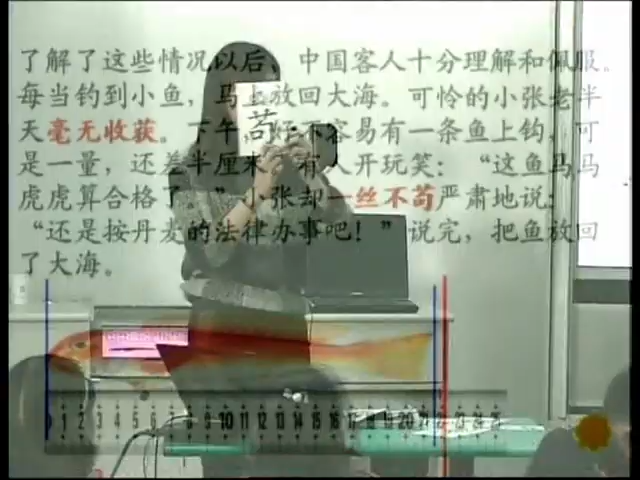 了解了这些情况以后，中国客人十分理解和佩服。
每当钓到小鱼，马上放回大海。可怜的小张老半
天毫无收获。下午，好不容易有一条鱼上钩，可
是一量，还差半厘米。有人开玩笑：“这鱼马马
虎虎算合格了。”小张却一丝不苟严肃地说：
“还是按丹麦的法律办事吧！”说完，把鱼放回
了大海。
苟
0 1 2 3 4 5 6 7 8 9 10 11 12 13 14 15 16 17 18 19 20 21 22 23 24 25